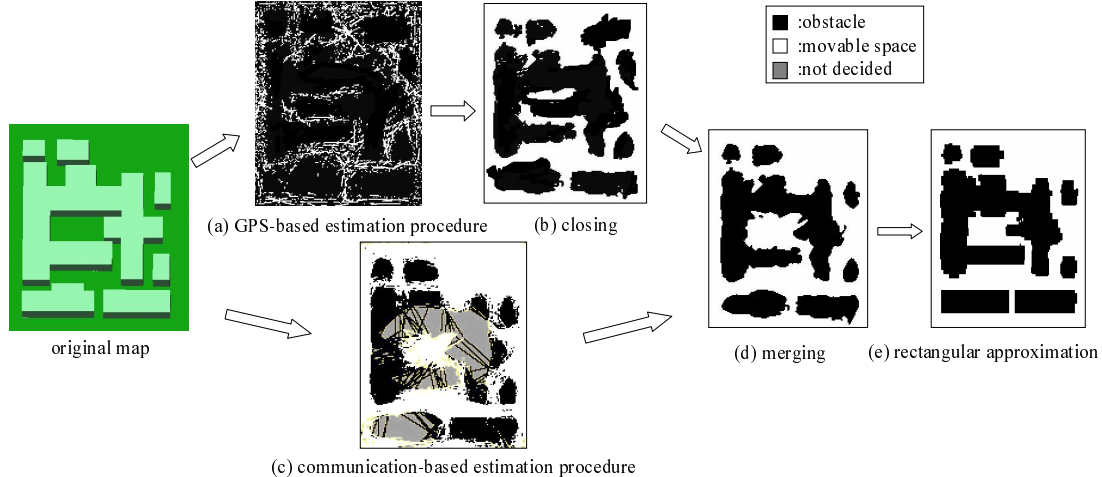 :obstacle
:movable space
:not decided
(a) GPS-based estimation procedure
(b) closing
original map
(d) merging
(e) rectangular approximation
(c) communication-based estimation procedure